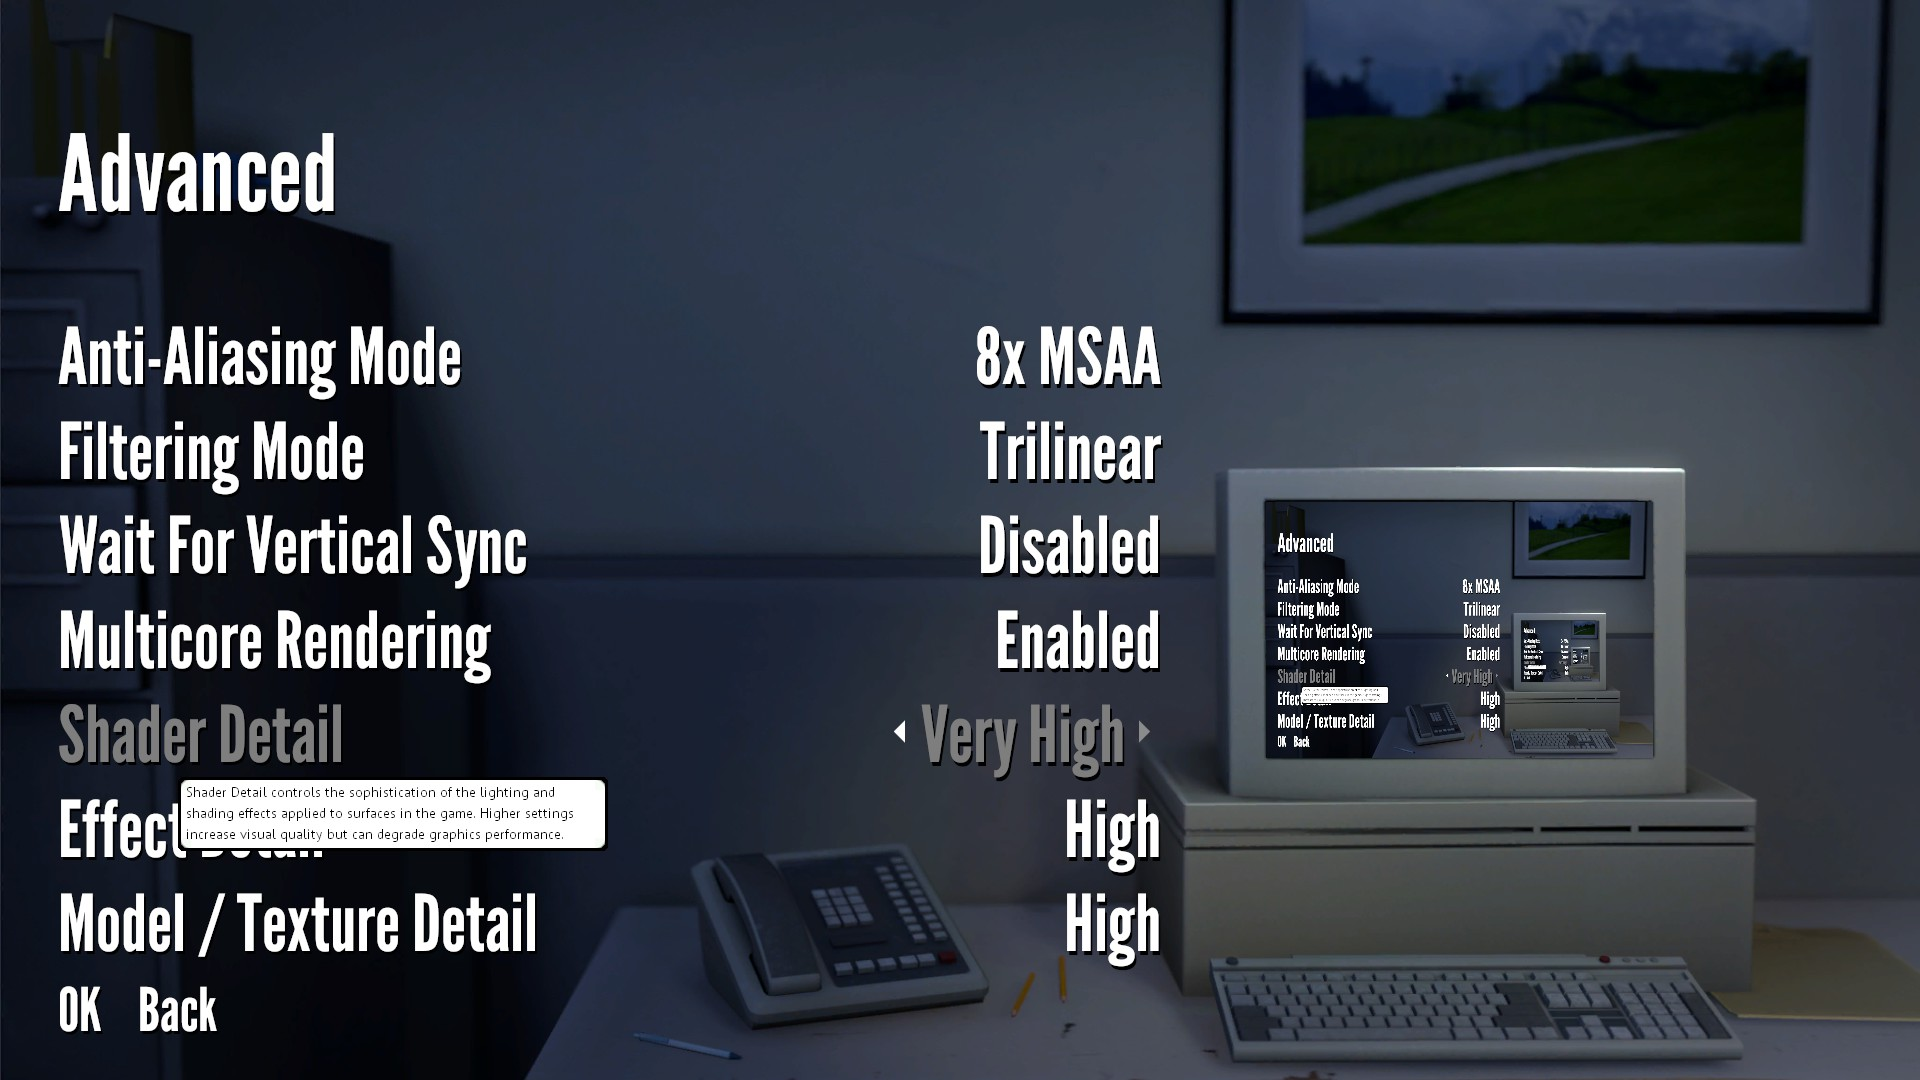 Advanced
Anti-Aliasing Mode 8x MSAA
Filtering Mode Trilinear
Wait For Vertical Sync Disabled
Multicore Rendering Enabled
Shader Detail Very High
Shader Detail controls the sophistication of the lighting and
shading effects applied to surfaces in the game. Higher settings
increase visual quality but can degrade graphics performance.
Effect Detail High
Model / Texture Detail High
OK Back
Advanced
Anti-Aliasing Mode 8x MSAA
Filtering Mode Trilinear
Wait For Vertical Sync Disabled
Multicore Rendering Enabled
Shader Detail Very High
Effect Detail High
Model / Texture Detail High
OK Back